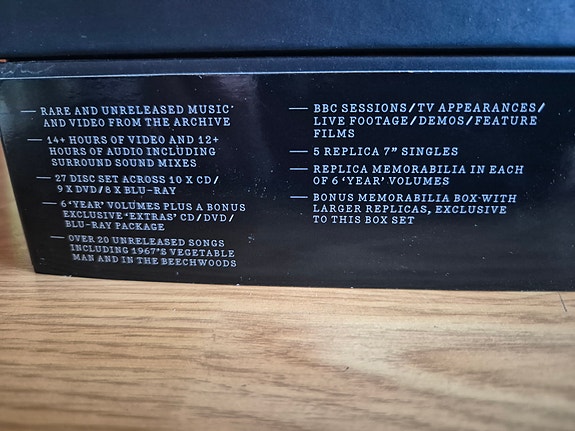 — RARE AND UNRELEASED MUSIC
AND VIDEO FROM THE ARCHIVE
— 14+ HOURS OF VIDEO AND 12+
HOURS OF AUDIO INCLUDING
SURROUND SOUND MIXES
— 27 DISC SET ACROSS 10 X CD/
9 X DVD/8 X BLU-RAY
— 6 ‘YEAR’ VOLUMES PLUS A BONUS
EXCLUSIVE ‘EXTRAS’ CD/DVD/
BLU-RAY PACKAGE
— OVER 20 UNRELEASED SONGS
INCLUDING 1967’S VEGETABLE
MAN AND IN THE BEECHWOODS
— BBC SESSIONS/TV APPEARANCES/
LIVE FOOTAGE/DEMOS/FEATURE
FILMS
— 5 REPLICA 7” SINGLES
— REPLICA MEMORABILIA IN EACH
OF 6 ‘YEAR’ VOLUMES
— BONUS MEMORABILIA BOX WITH
LARGER REPLICAS, EXCLUSIVE
TO THIS BOX SET